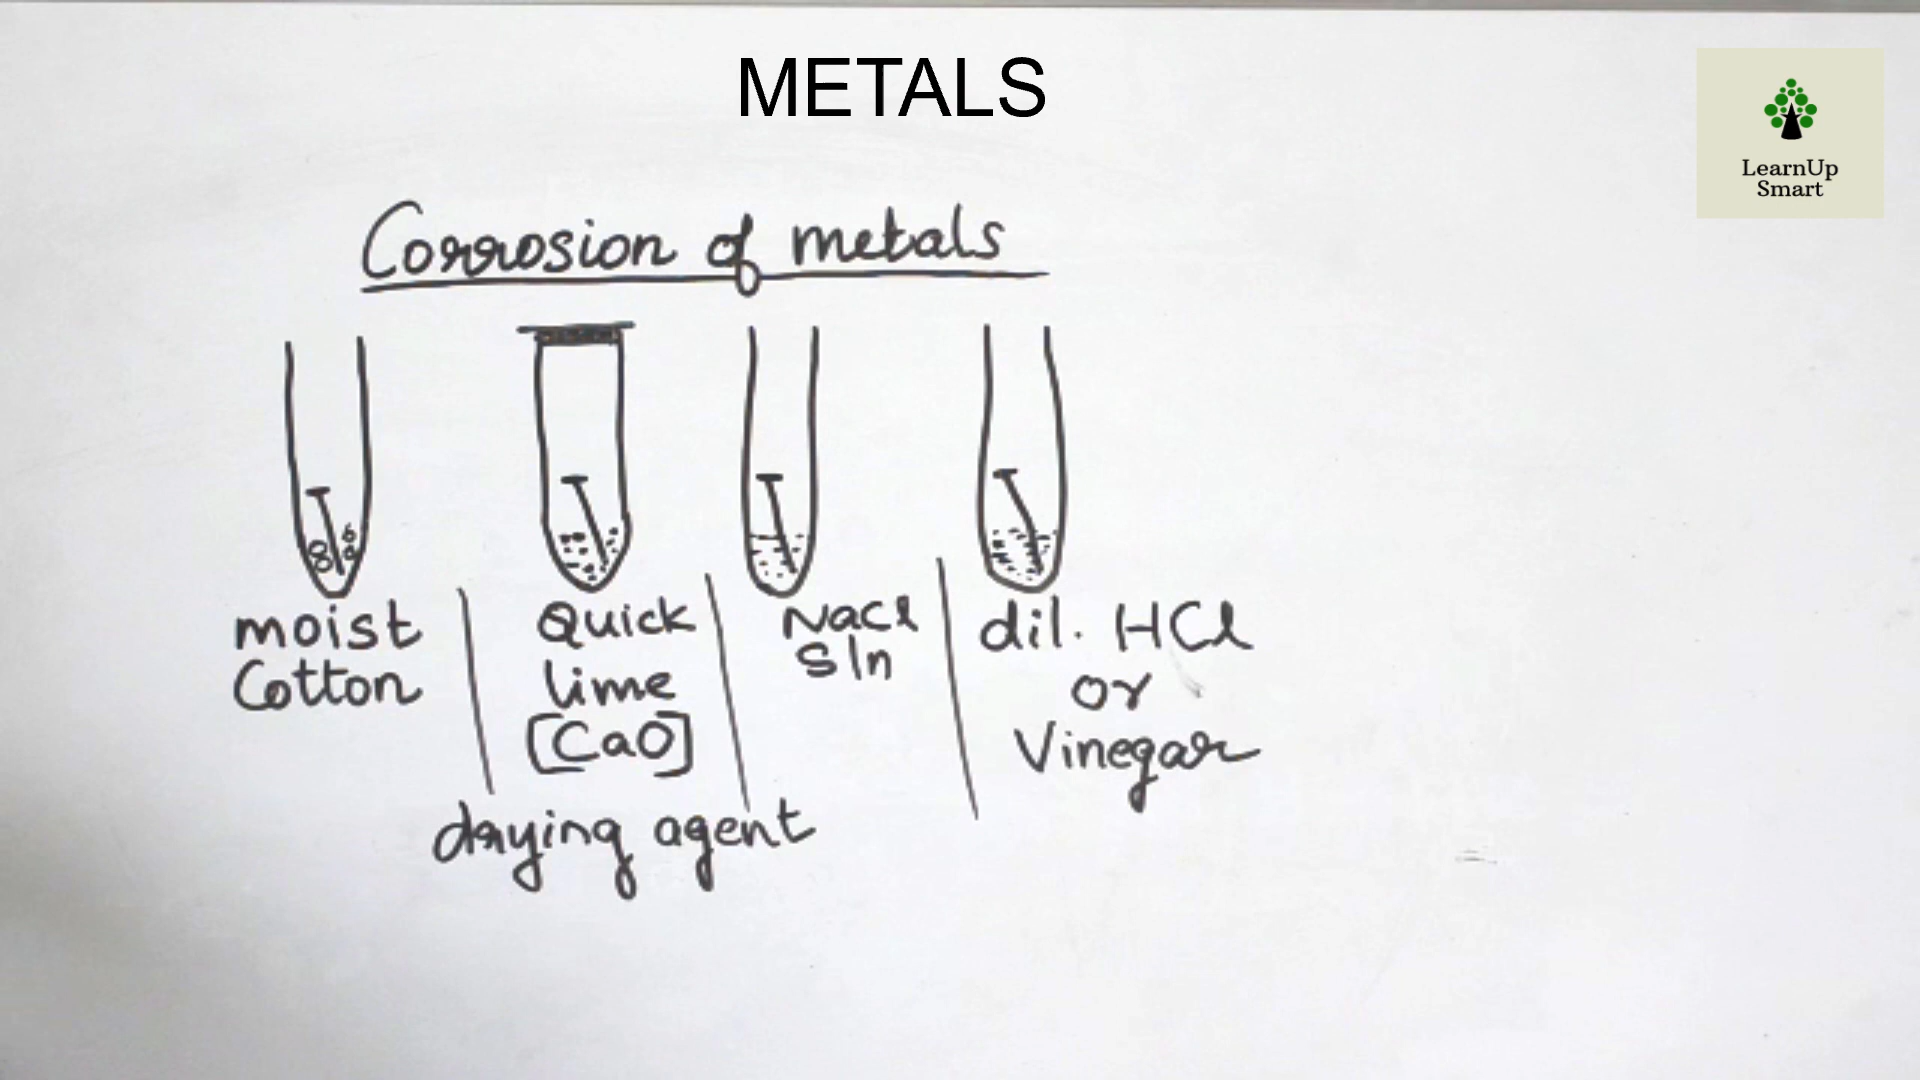 METALS
LearnUp
Smart
Corrosion of metals
moist
Cotton
Quick
lime
[CaO]
drying agent
NaCl
Sln
dil. HCl
or
Vinegar